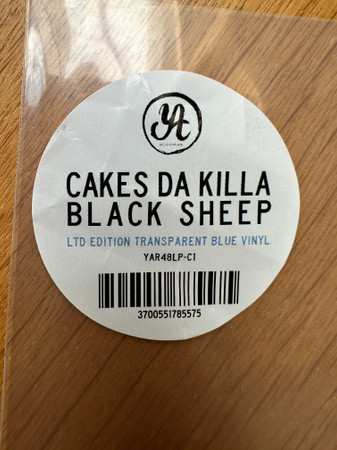 YA
CAKES DA KILLA
BLACK SHEEP
LTD EDITION TRANSPARENT BLUE VINYL
YAR48LP-C1
3700551785575